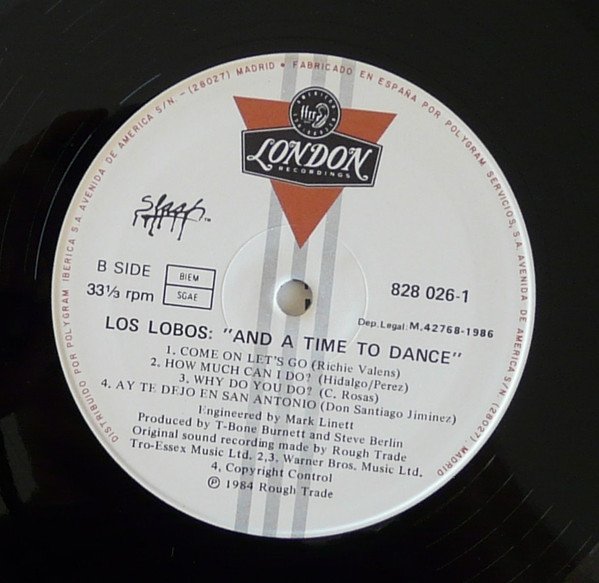 DISTRIBUIDO POR POLYGRAM IBERICA S.A. AVENIDA DE AMERICA S/N. - (28027) MADRID • FABRICADO EN ESPAÑA POR POLYGRAM SERVICIOS, S.A. AVENIDA DE AMERICA S/N (28027) MADRID
LONDON
RECORDINGS
slash ™
B SIDE
BIEM
SGAE
33⅓ rpm
828 026-1
Dep. Legal: M.42768-1986
LOS LOBOS: "AND A TIME TO DANCE"
1. COME ON LET'S GO (Richie Valens)
2. HOW MUCH CAN I DO? (Hidalgo/Perez)
3. WHY DO YOU DO? (C. Rosas)
4. AY TE DEJO EN SAN ANTONIO (Don Santiago Jiminez)
Engineered by Mark Linett
Produced by T-Bone Burnett and Steve Berlin
Original sound recording made by Rough Trade
Tro-Essex Music Ltd. 2,3. Warner Bros. Music Ltd.
4, Copyright Control
℗ 1984 Rough Trade